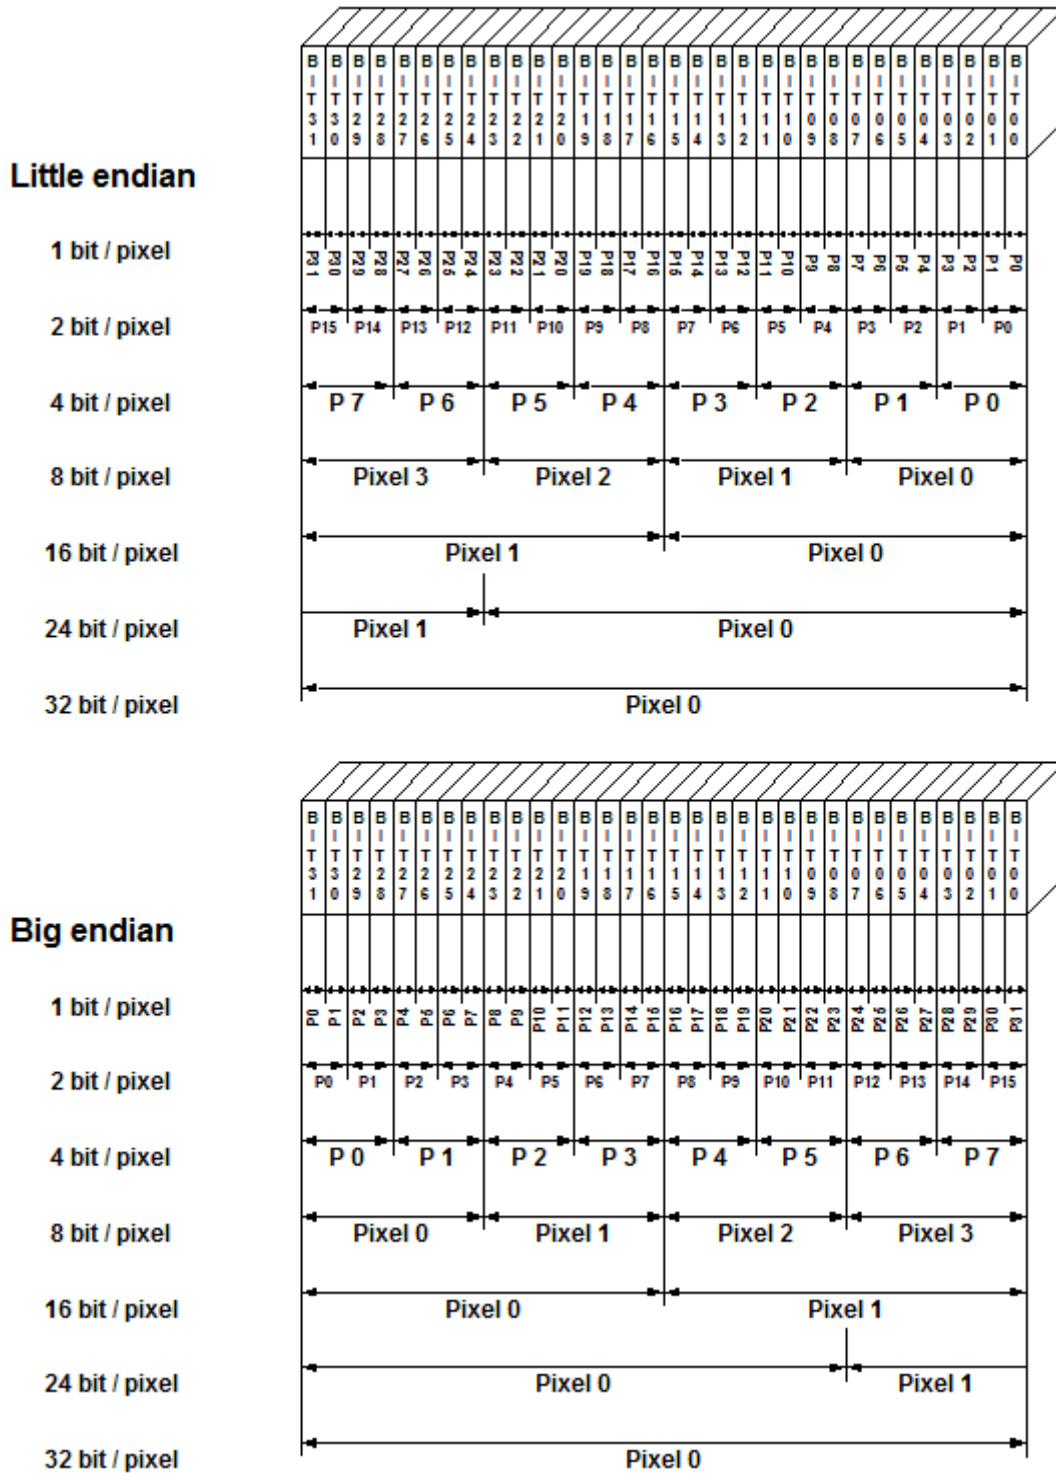 BIT31 BIT30 BIT29 BIT28 BIT27 BIT26 BIT25 BIT24 BIT23 BIT22 BIT21 BIT20 BIT19 BIT18 BIT17 BIT16 BIT15 BIT14 BIT13 BIT12 BIT11 BIT10 BIT09 BIT08 BIT07 BIT06 BIT05 BIT04 BIT03 BIT02 BIT01 BIT00
Little endian
1 bit / pixel P31 P30 P29 P28 P27 P26 P25 P24 P23 P22 P21 P20 P19 P18 P17 P16 P15 P14 P13 P12 P11 P10 P9 P8 P7 P6 P5 P4 P3 P2 P1 P0
2 bit / pixel P15 P14 P13 P12 P11 P10 P9 P8 P7 P6 P5 P4 P3 P2 P1 P0
4 bit / pixel P 7 P 6 P 5 P 4 P 3 P 2 P 1 P 0
8 bit / pixel Pixel 3 Pixel 2 Pixel 1 Pixel 0
16 bit / pixel Pixel 1 Pixel 0
24 bit / pixel Pixel 1 Pixel 0
32 bit / pixel Pixel 0
BIT31 BIT30 BIT29 BIT28 BIT27 BIT26 BIT25 BIT24 BIT23 BIT22 BIT21 BIT20 BIT19 BIT18 BIT17 BIT16 BIT15 BIT14 BIT13 BIT12 BIT11 BIT10 BIT09 BIT08 BIT07 BIT06 BIT05 BIT04 BIT03 BIT02 BIT01 BIT00
Big endian
1 bit / pixel P0 P1 P2 P3 P4 P5 P6 P7 P8 P9 P10 P11 P12 P13 P14 P15 P16 P17 P18 P19 P20 P21 P22 P23 P24 P25 P26 P27 P28 P29 P30 P31
2 bit / pixel P0 P1 P2 P3 P4 P5 P6 P7 P8 P9 P10 P11 P12 P13 P14 P15
4 bit / pixel P 0 P 1 P 2 P 3 P 4 P 5 P 6 P 7
8 bit / pixel Pixel 0 Pixel 1 Pixel 2 Pixel 3
16 bit / pixel Pixel 0 Pixel 1
24 bit / pixel Pixel 0 Pixel 1
32 bit / pixel Pixel 0